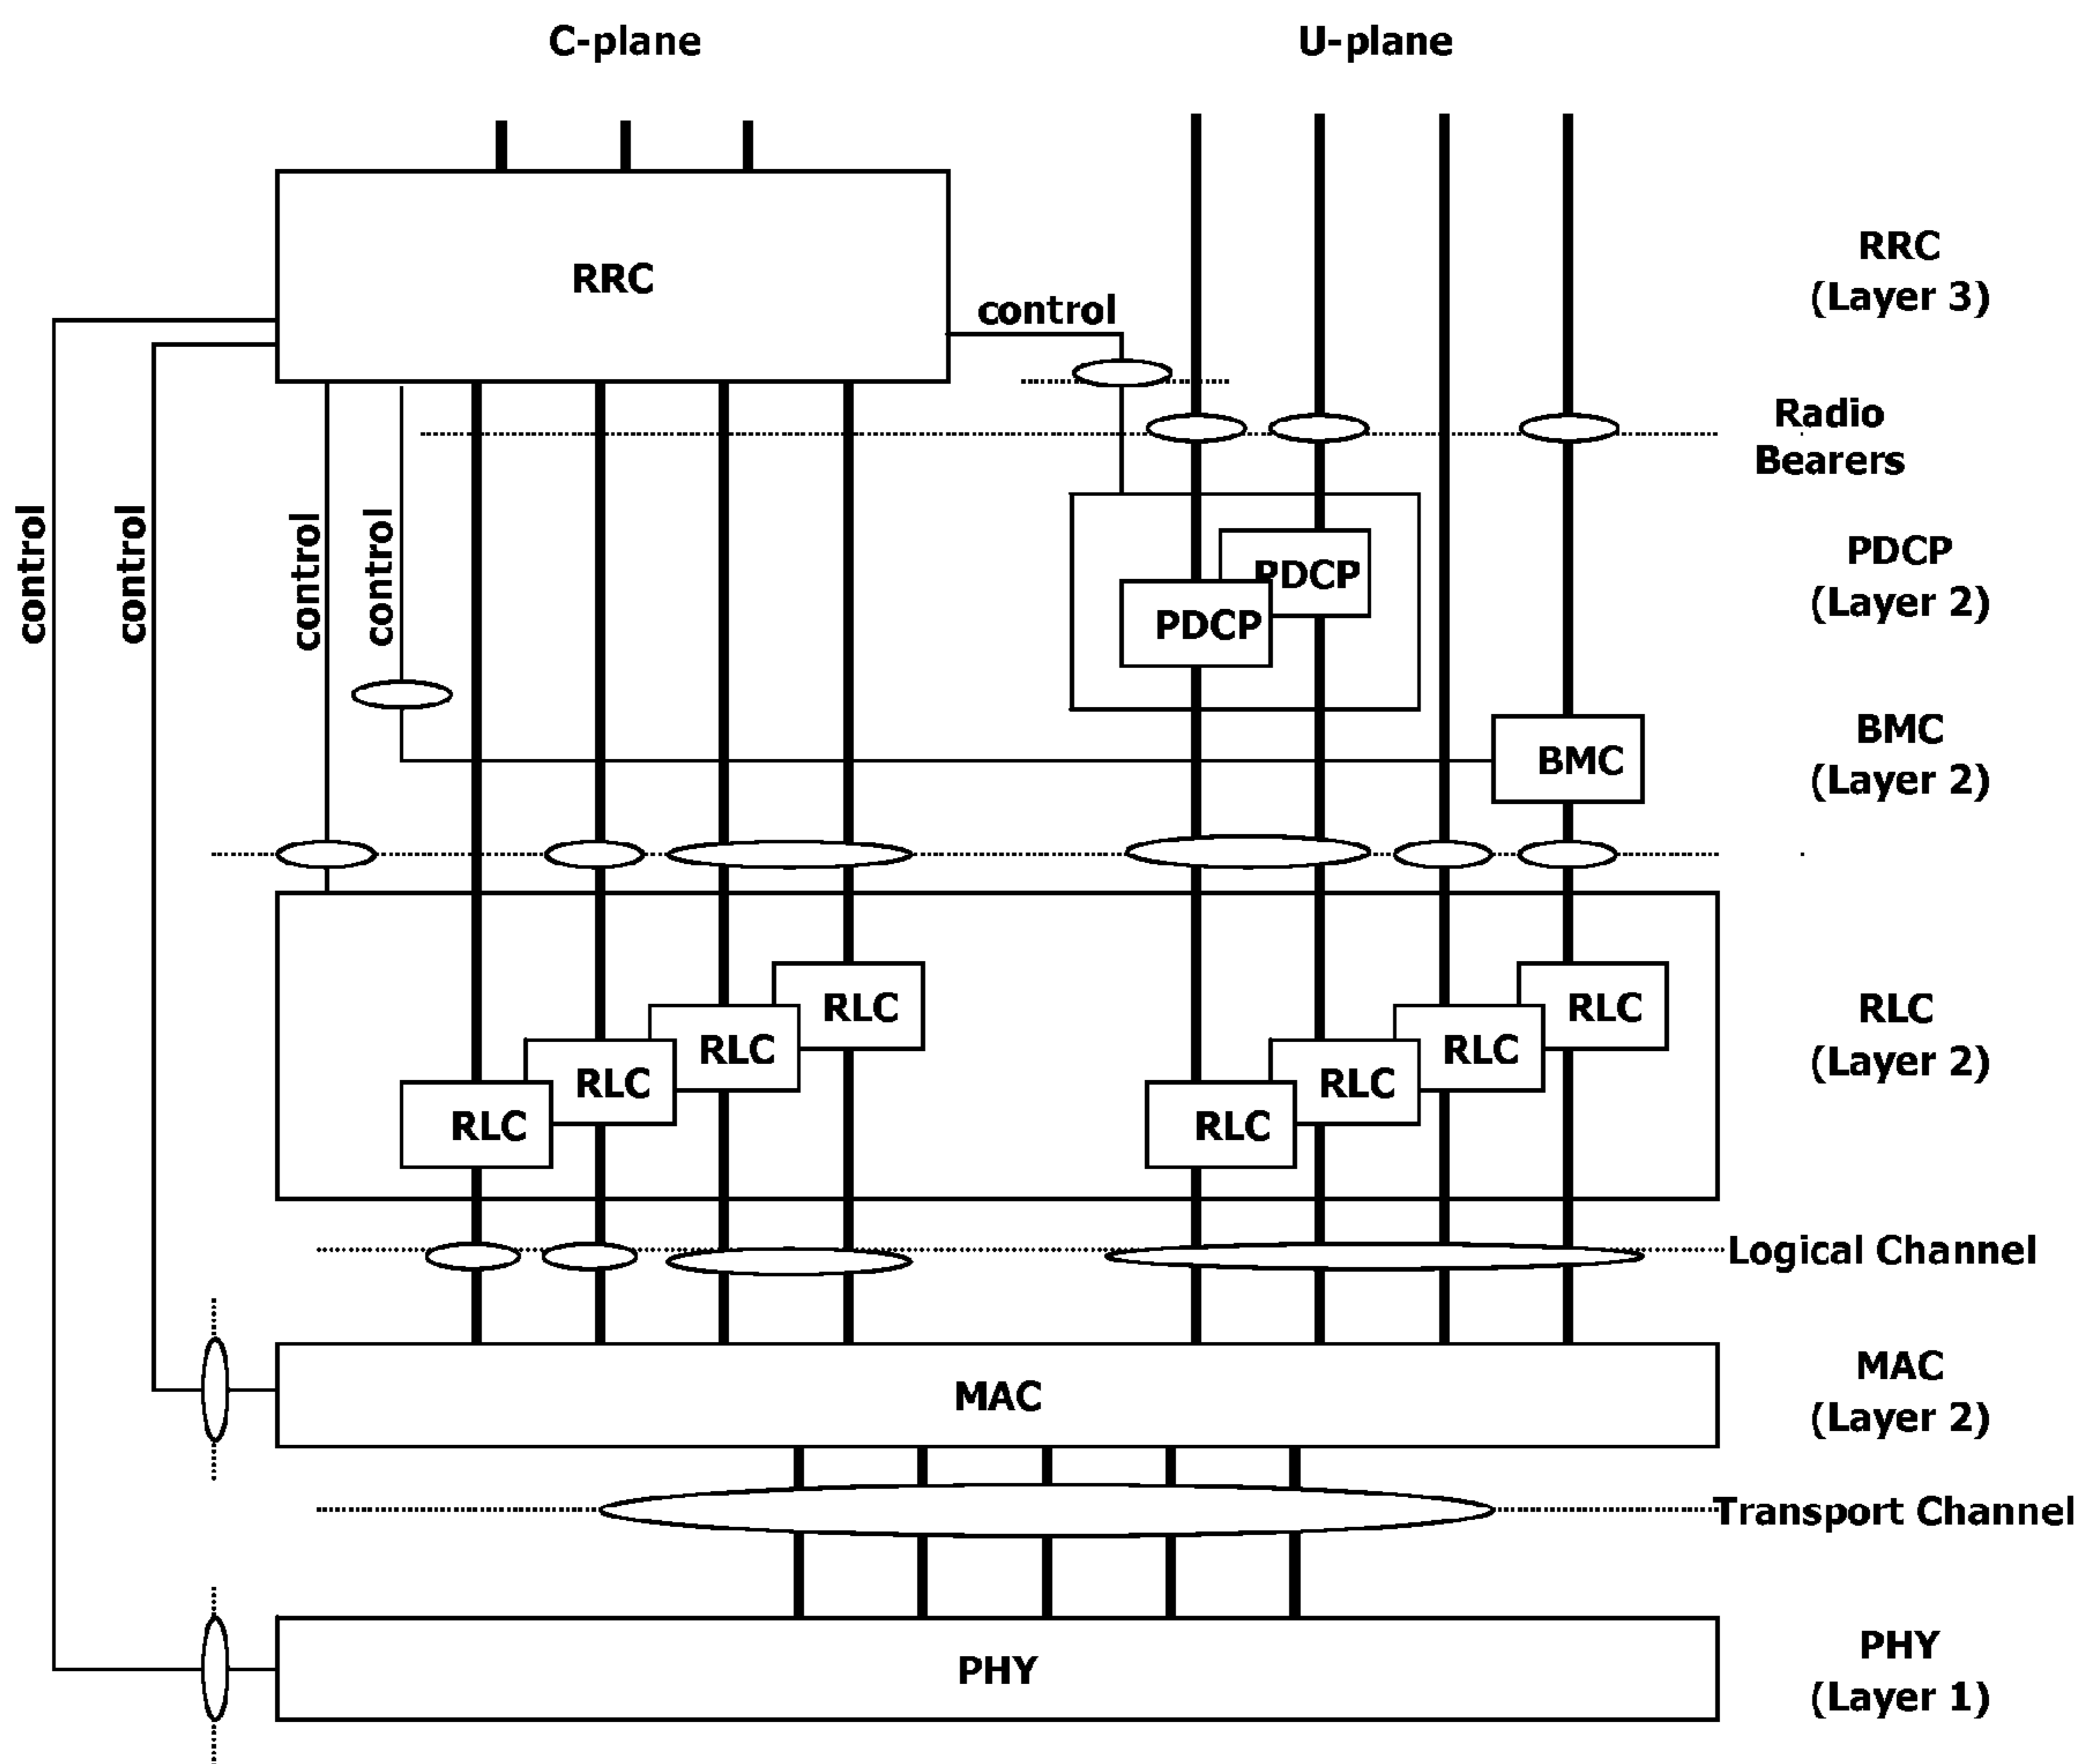 C-plane
U-plane
RRC
control
RRC
(Layer 3)
Radio
Bearers
control
control
control
control
PDCP
PDCP
PDCP
(Layer 2)
BMC
BMC
(Layer 2)
RLC
RLC
RLC
RLC
RLC
RLC
RLC
RLC
RLC
(Layer 2)
Logical Channel
MAC
MAC
(Layer 2)
Transport Channel
PHY
PHY
(Layer 1)